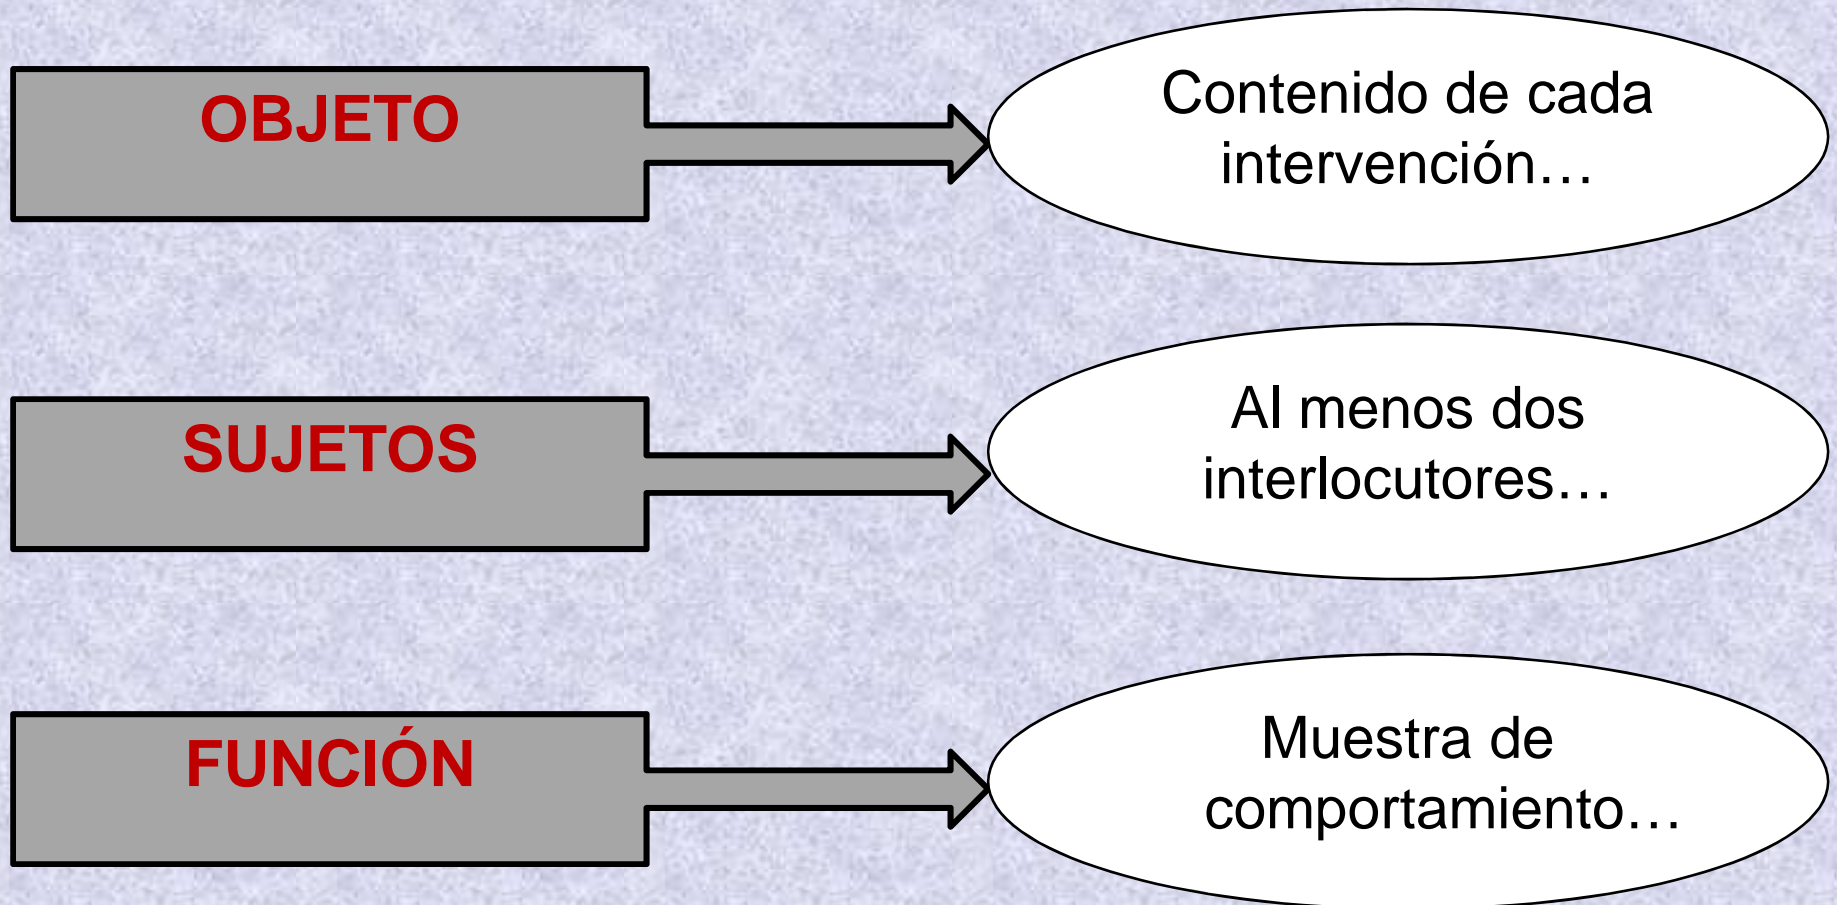 OBJETO
Contenido de cada
intervención…
SUJETOS
Al menos dos
interlocutores…
FUNCIÓN
Muestra de
comportamiento…